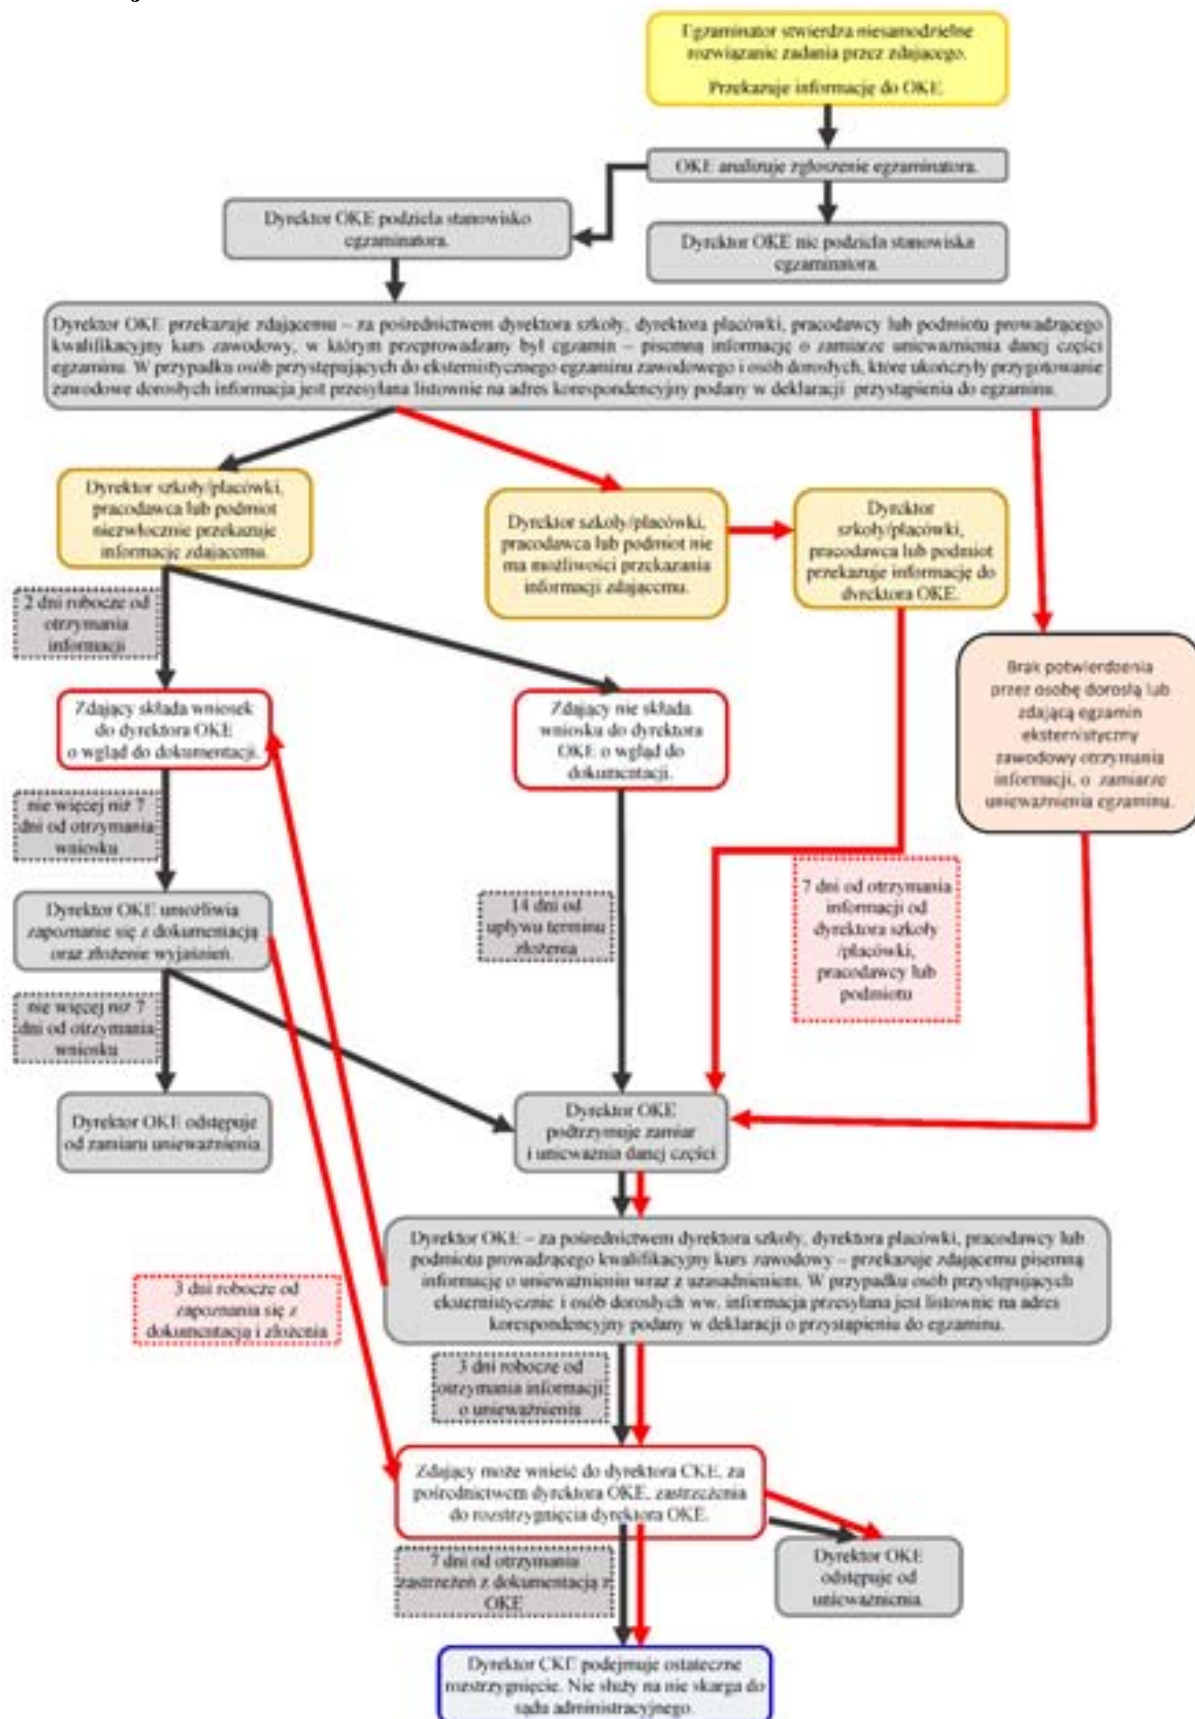 Egzaminator stwierdza niesamodzielne
rozwiązanie zadania przez zdającego.
Przekazuje informację do OKE.
OKE analizuje zgłoszenie egzaminatora.
Dyrektor OKE podziela stanowisko
egzaminatora.
Dyrektor OKE nie podziela stanowiska
egzaminatora.
Dyrektor OKE przekazuje zdającemu – za pośrednictwem dyrektora szkoły, dyrektora placówki, pracodawcy lub podmiotu prowadzącego
kwalifikacyjny kurs zawodowy, w którym przeprowadzany był egzamin – pisemną informację o zamiarze unieważnienia danej części
egzaminu. W przypadku osób przystępujących do eksternistycznego egzaminu zawodowego i osób dorosłych, które ukończyły przygotowanie
zawodowe dorosłych informacja jest przesyłana listownie na adres korespondencyjny podany w deklaracji przystąpienia do egzaminu.
Dyrektor szkoły/placówki,
pracodawca lub podmiot
niezwłocznie przekazuje
informację zdającemu.
Dyrektor szkoły/placówki,
pracodawca lub podmiot nie
ma możliwości przekazania
informacji zdającemu.
Dyrektor
szkoły/placówki,
pracodawca lub podmiot
przekazuje informację do
dyrektora OKE.
2 dni robocze od
otrzymania
informacji
Brak potwierdzenia
przez osobę dorosłą lub
zdającą egzamin
eksternistyczny
zawodowy otrzymania
informacji, o zamiarze
unieważnienia egzaminu.
Zdający składa wniosek
do dyrektora OKE
o wgląd do dokumentacji.
Zdający nie składa
wniosku do dyrektora
OKE o wgląd do
dokumentacji.
nie więcej niż 7
dni od otrzymania
wniosku
7 dni od otrzymania
informacji od
dyrektora szkoły
/placówki,
pracodawcy lub
podmiotu
Dyrektor OKE umożliwia
zapoznanie się z dokumentacją
oraz złożenie wyjaśnień.
14 dni od
upływu terminu
złożenia
nie więcej niż 7
dni od otrzymania
wniosku
Dyrektor OKE odstępuje
od zamiaru unieważnienia.
Dyrektor OKE
podtrzymuje zamiar
i unieważnia danej części
Dyrektor OKE – za pośrednictwem dyrektora szkoły, dyrektora placówki, pracodawcy lub
podmiotu prowadzącego kwalifikacyjny kurs zawodowy – przekazuje zdającemu pisemną
informację o unieważnieniu wraz z uzasadnieniem. W przypadku osób przystępujących
eksternistycznie i osób dorosłych ww. informacja przesyłana jest listownie na adres
korespondencyjny podany w deklaracji o przystąpieniu do egzaminu.
3 dni robocze od
zapoznania się z
dokumentacją i złożenia
3 dni robocze od
otrzymania informacji
o unieważnieniu
Zdający może wnieść do dyrektora CKE, za
pośrednictwem dyrektora OKE, zastrzeżenia
do rozstrzygnięcia dyrektora OKE.
7 dni od otrzymania
zastrzeżeń z dokumentacją z
OKE
Dyrektor OKE
odstępuje od
unieważnienia.
Dyrektor CKE podejmuje ostateczne
rozstrzygnięcie. Nie służy na nie skarga do
sądu administracyjnego.